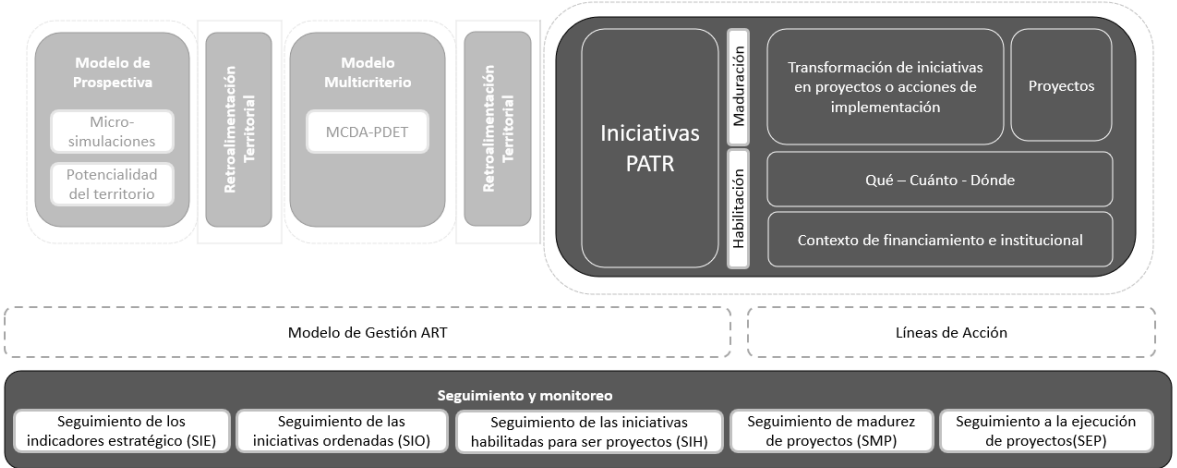 Modelo de
Prospectiva
Micro-
simulaciones
Potencialidad
del territorio
Retroalimentación
Territorial
Modelo
Multicriterio
MCDA-PDET
Retroalimentación
Territorial
Iniciativas
PATR
Maduración
Habilitación
Transformación de iniciativas
en proyectos o acciones de
implementación
Proyectos
Qué – Cuánto - Dónde
Contexto de financiamiento e institucional
Modelo de Gestión ART
Líneas de Acción
Seguimiento y monitoreo
Seguimiento de los
indicadores estratégico (SIE)
Seguimiento de las
iniciativas ordenadas (SIO)
Seguimiento de las iniciativas
habilitadas para ser proyectos (SIH)
Seguimiento de madurez
de proyectos (SMP)
Seguimiento a la ejecución
de proyectos(SEP)